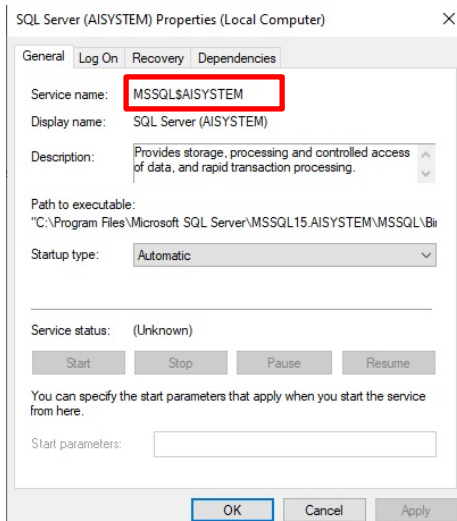 SQL Server (AISYSTEM) Properties (Local Computer)
General Log On Recovery Dependencies
Service name: MSSQL$AISYSTEM
Display name: SQL Server (AISYSTEM)
Description: Provides storage, processing and controlled access
of data, and rapid transaction processing.
Path to executable:
"C:\Program Files\Microsoft SQL Server\MSSQL15.AISYSTEM\MSSQL\Bi
Startup type: Automatic
Service status: (Unknown)
Start Stop Pause Resume
You can specify the start parameters that apply when you start the service
from here.
Start parameters:
OK Cancel Apply